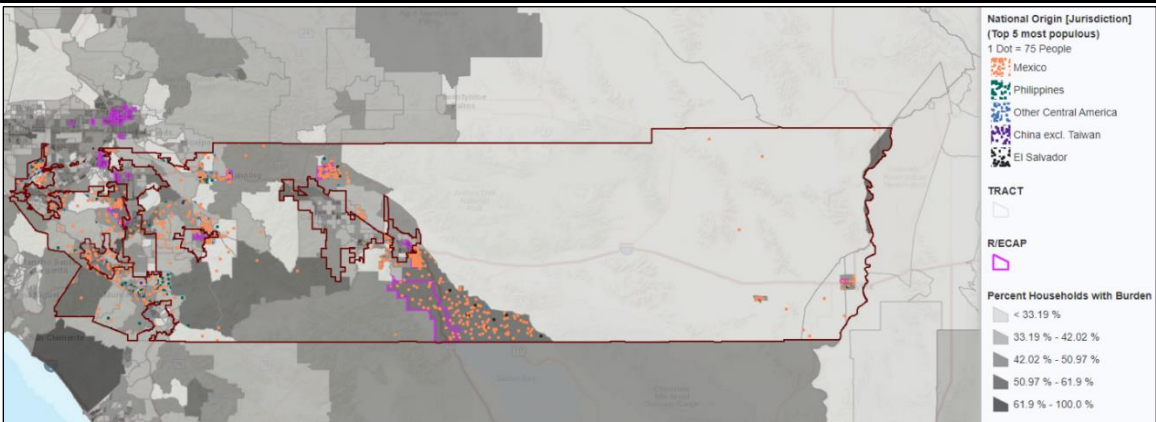 National Origin [Jurisdiction]
(Top 5 most populous)
1 Dot = 75 People
Mexico
Philippines
Other Central America
China excl. Taiwan
El Salvador
TRACT
R/ECAP
Percent Households with Burden
< 33.19 %
33.19 % - 42.02 %
42.02 % - 50.97 %
50.97 % - 61.9 %
61.9 % - 100.0 %